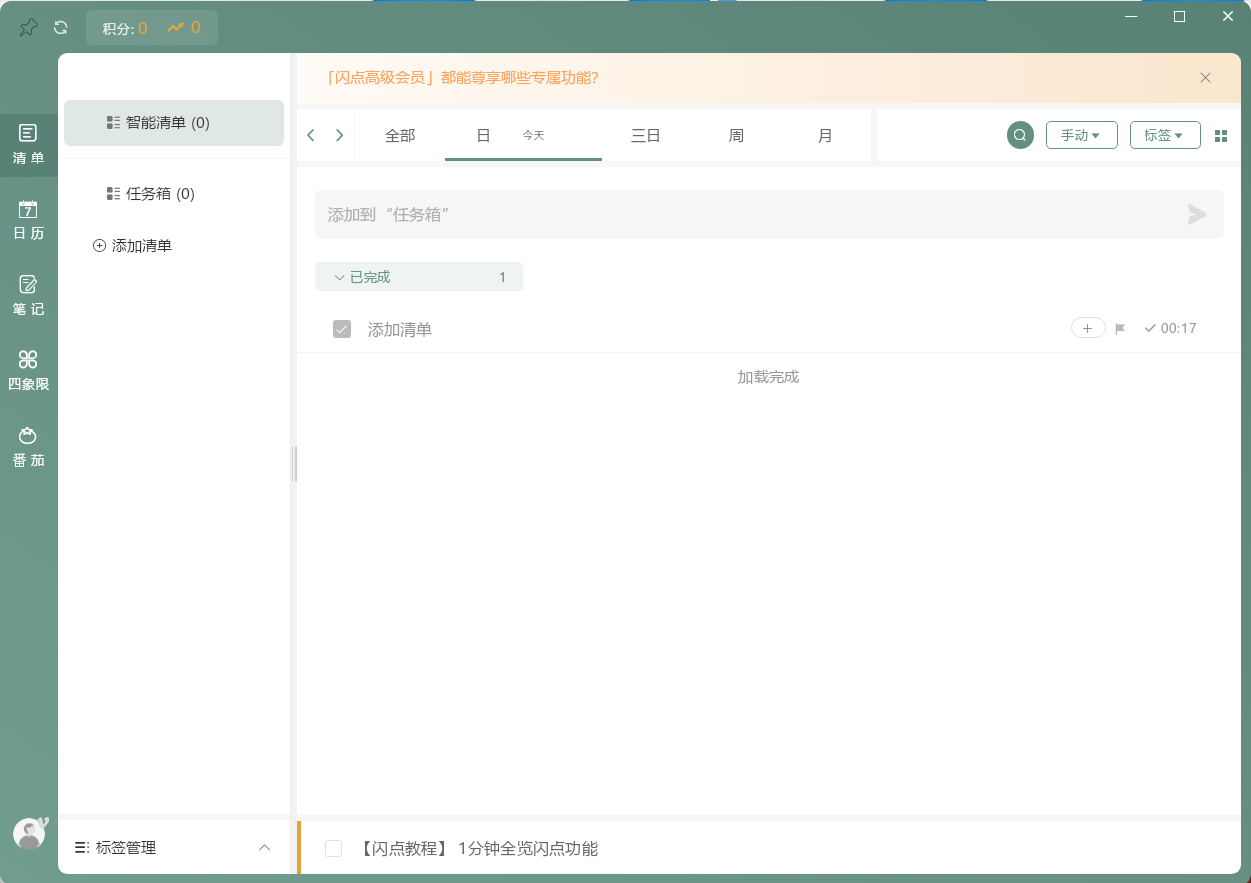 积分: 0 0
「闪点高级会员」都能尊享哪些专属功能?
清 单
日 历
7
笔 记
四象限
番 茄
智能清单 (0)
任务箱 (0)
添加清单
标签管理
全部 日 今天 三日 周 月 手动 标签
添加到“任务箱”
已完成 1
添加清单 00:17
加载完成
【闪点教程】 1分钟全览闪点功能